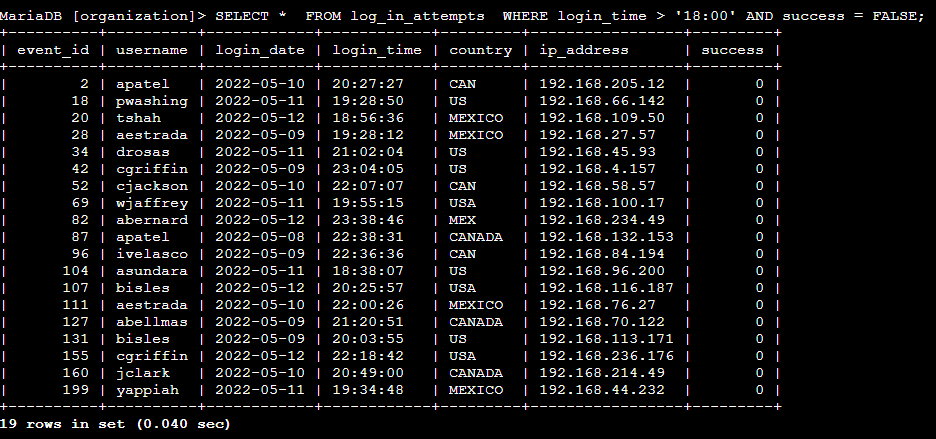 MariaDB [organization]> SELECT *  FROM log_in_attempts  WHERE login_time > '18:00' AND success = FALSE;
+----------+----------+------------+------------+---------+-----------------+---------+
| event_id | username | login_date | login_time | country | ip_address      | success |
+----------+----------+------------+------------+---------+-----------------+---------+
|        2 | apatel   | 2022-05-10 | 20:27:27   | CAN     | 192.168.205.12  |       0 |
|       18 | pwashing | 2022-05-11 | 19:28:50   | US      | 192.168.66.142  |       0 |
|       20 | tshah    | 2022-05-12 | 18:56:36   | MEXICO  | 192.168.109.50  |       0 |
|       28 | aestrada | 2022-05-09 | 19:28:12   | MEXICO  | 192.168.27.57   |       0 |
|       34 | drosas   | 2022-05-11 | 21:02:04   | US      | 192.168.45.93   |       0 |
|       42 | cgriffin | 2022-05-09 | 23:04:05   | US      | 192.168.4.157   |       0 |
|       52 | cjackson | 2022-05-10 | 22:07:07   | CAN     | 192.168.58.57   |       0 |
|       69 | wjaffrey | 2022-05-11 | 19:55:15   | USA     | 192.168.100.17  |       0 |
|       82 | abernard | 2022-05-12 | 23:38:46   | MEX     | 192.168.234.49  |       0 |
|       87 | apatel   | 2022-05-08 | 22:38:31   | CANADA  | 192.168.132.153 |       0 |
|       96 | ivelasco | 2022-05-09 | 22:36:36   | CAN     | 192.168.84.194  |       0 |
|      104 | asundara | 2022-05-11 | 18:38:07   | US      | 192.168.96.200  |       0 |
|      107 | bisles   | 2022-05-12 | 20:25:57   | USA     | 192.168.116.187 |       0 |
|      111 | aestrada | 2022-05-10 | 22:00:26   | MEXICO  | 192.168.76.27   |       0 |
|      127 | abellmas | 2022-05-09 | 21:20:51   | CANADA  | 192.168.70.122  |       0 |
|      131 | bisles   | 2022-05-09 | 20:03:55   | US      | 192.168.113.171 |       0 |
|      155 | cgriffin | 2022-05-12 | 22:18:42   | USA     | 192.168.236.176 |       0 |
|      160 | jclark   | 2022-05-10 | 20:49:00   | CANADA  | 192.168.214.49  |       0 |
|      199 | yappiah  | 2022-05-11 | 19:34:48   | MEXICO  | 192.168.44.232  |       0 |
+----------+----------+------------+------------+---------+-----------------+---------+
19 rows in set (0.040 sec)